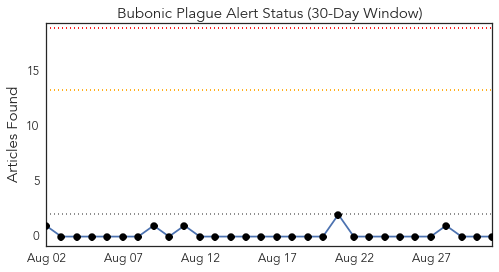 Bubonic Plague Alert Status (30-Day Window)
Articles Found
15
10
5
0
Aug 02 Aug 07 Aug 12 Aug 17 Aug 22 Aug 27